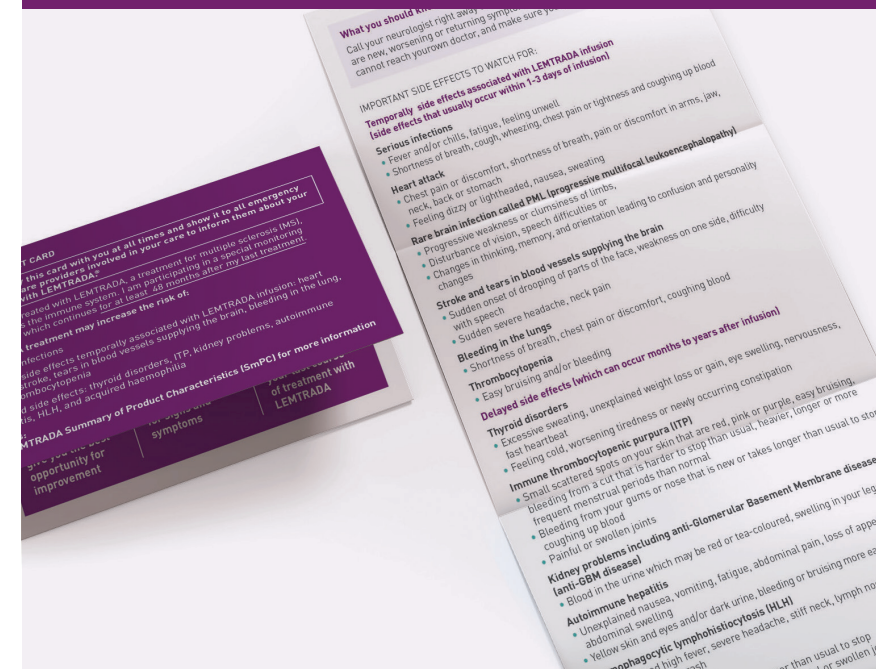 T CARD
this card with you at all times and show it to all emergency
are providers involved in your care to inform them about your
with LEMTRADA.
reated with LEMTRADA, a treatment for multiple sclerosis (MS),
s the immune system. I am participating in a special monitoring
which continues for at least 48 months after my last treatment.
treatment may increase the risk of:
infections
side effects temporally associated with LEMTRADA infusion: heart
stroke, tears in blood vessels supplying the brain, bleeding in the lung,
ombocytopenia
d side effects: thyroid disorders, ITP, kidney problems, autoimmune
tis, HLH, and acquired haemophilia
MTRADA Summary of Product Characteristics (SmPC) for more information
give you the best
opportunity for
improvement
symptoms
of treatment with
LEMTRADA
What you should
Call your neurologist right away
are new, worsening or returning
cannot reach yourown doctor, and make sure
IMPORTANT SIDE EFFECTS TO WATCH FOR:
Temporally side effects associated with LEMTRADA infusion
(side effects that usually occur within 1-3 days of infusion)
Serious infections
• Fever and/or chills, fatigue, feeling unwell
• Shortness of breath, cough, wheezing, chest pain or tightness and coughing up blood
Heart attack
• Chest pain or discomfort, shortness of breath, pain or discomfort in arms, jaw,
neck, back or stomach
• Feeling dizzy or lightheaded, nausea, sweating
Rare brain infection called PML (progressive multifocal leukoencephalopathy)
• Progressive weakness or clumsiness of limbs,
• Disturbance of vision, speech difficulties or
• Changes in thinking, memory, and orientation leading to confusion and personality
changes
Stroke and tears in blood vessels supplying the brain
• Sudden onset of drooping of parts of the face, weakness on one side, difficulty
with speech
• Sudden severe headache, neck pain
Bleeding in the lungs
• Shortness of breath, chest pain or discomfort, coughing blood
Thrombocytopenia
• Easy bruising and/or bleeding
Delayed side effects (which can occur months to years after infusion)
Thyroid disorders
• Excessive sweating, unexplained weight loss or gain, eye swelling, nervousness,
fast heartbeat
• Feeling cold, worsening tiredness or newly occurring constipation
Immune thrombocytopenic purpura (ITP)
• Small scattered spots on your skin that are red, pink or purple, easy bruising,
bleeding from a cut that is harder to stop than usual, heavier, longer or more
frequent menstrual periods than normal
• Bleeding from your gums or nose that is new or takes longer than usual to stop
coughing up blood
• Painful or swollen joints
Kidney problems including anti-Glomerular Basement Membrane disease
(anti-GBM disease)
• Blood in the urine which may be red or tea-coloured, swelling in your leg
Autoimmune hepatitis
• Unexplained nausea, vomiting, fatigue, abdominal pain, loss of appe
abdominal swelling
• Yellow skin and eyes and/or dark urine, bleeding or bruising more ea
mophagocytic lymphohistiocytosis (HLH)
high fever, severe headache, stiff neck, lymph no
than usual to stop
or swollen